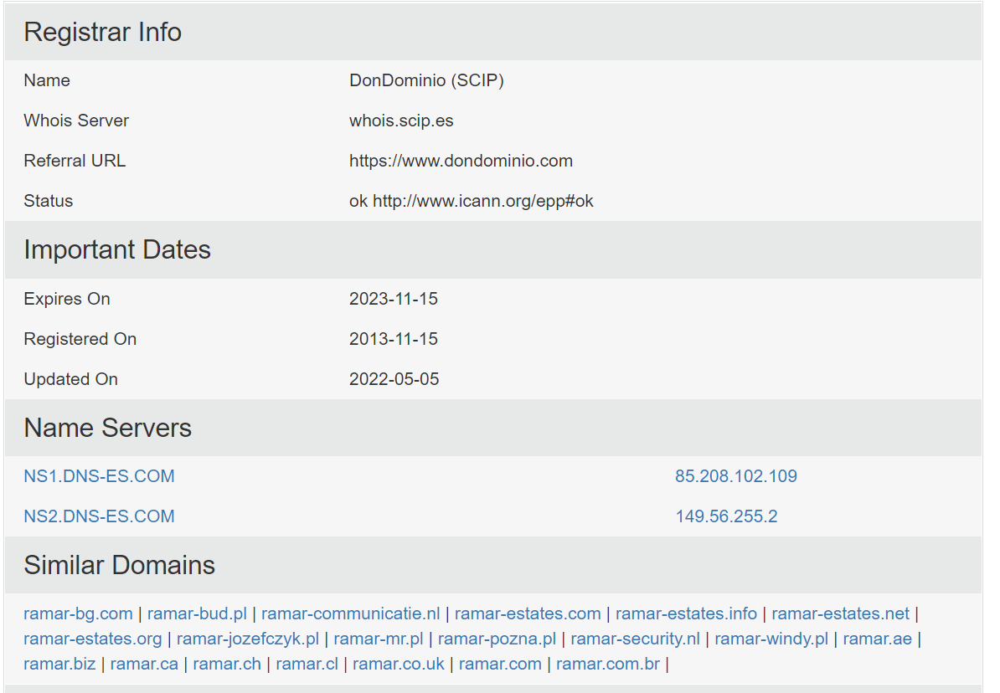 Registrar Info
Name DonDominio (SCIP)
Whois Server whois.scip.es
Referral URL https://www.dondominio.com
Status ok http://www.icann.org/epp#ok
Important Dates
Expires On 2023-11-15
Registered On 2013-11-15
Updated On 2022-05-05
Name Servers
NS1.DNS-ES.COM 85.208.102.109
NS2.DNS-ES.COM 149.56.255.2
Similar Domains
ramar-bg.com | ramar-bud.pl | ramar-communicatie.nl | ramar-estates.com | ramar-estates.info | ramar-estates.net |
ramar-estates.org | ramar-jozefczyk.pl | ramar-mr.pl | ramar-pozna.pl | ramar-security.nl | ramar-windy.pl | ramar.ae |
ramar.biz | ramar.ca | ramar.ch | ramar.cl | ramar.co.uk | ramar.com | ramar.com.br |